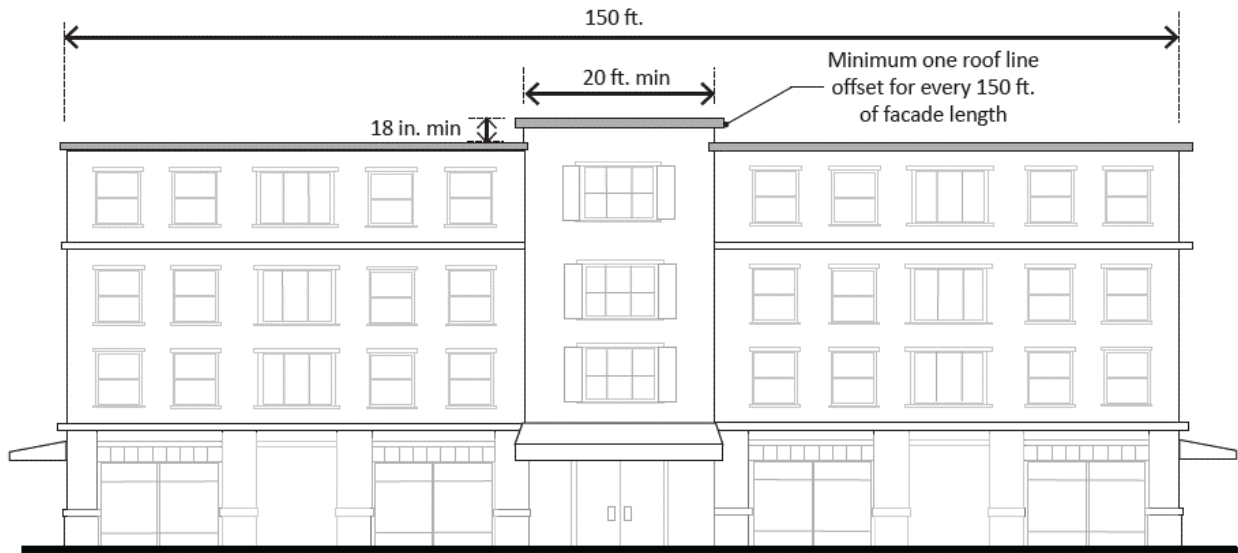 150 ft.
20 ft. min
Minimum one roof line
offset for every 150 ft.
of facade length
18 in. min